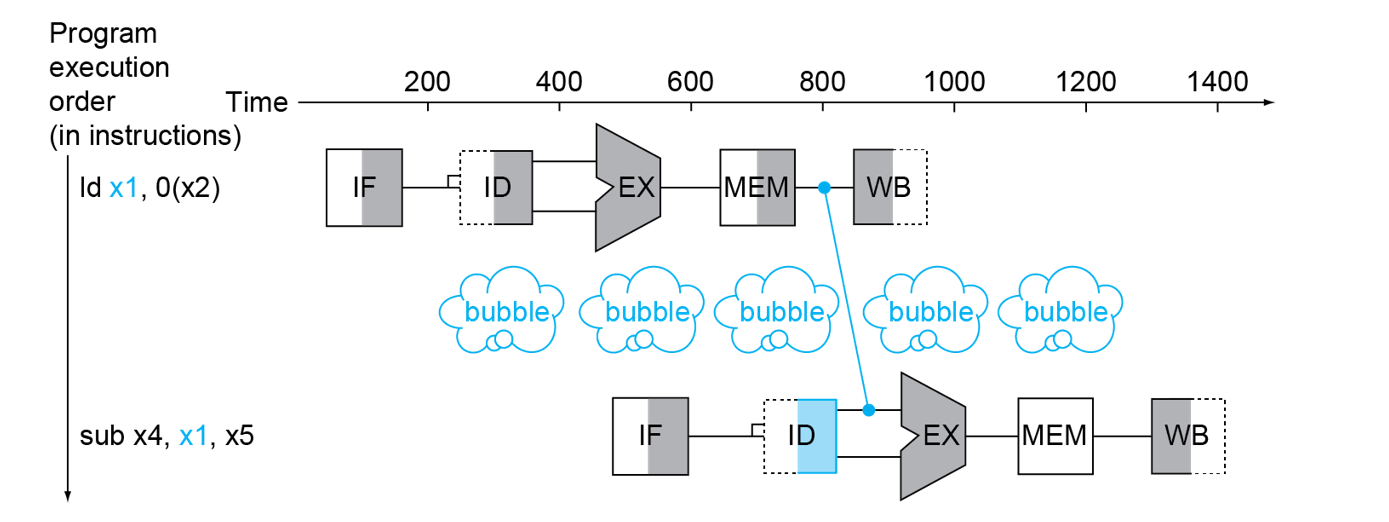 Program
execution
order
(in instructions)
Time
200 400 600 800 1000 1200 1400
ld x1, 0(x2)
IF ID EX MEM WB
bubble bubble bubble bubble bubble
sub x4, x1, x5
IF ID EX MEM WB